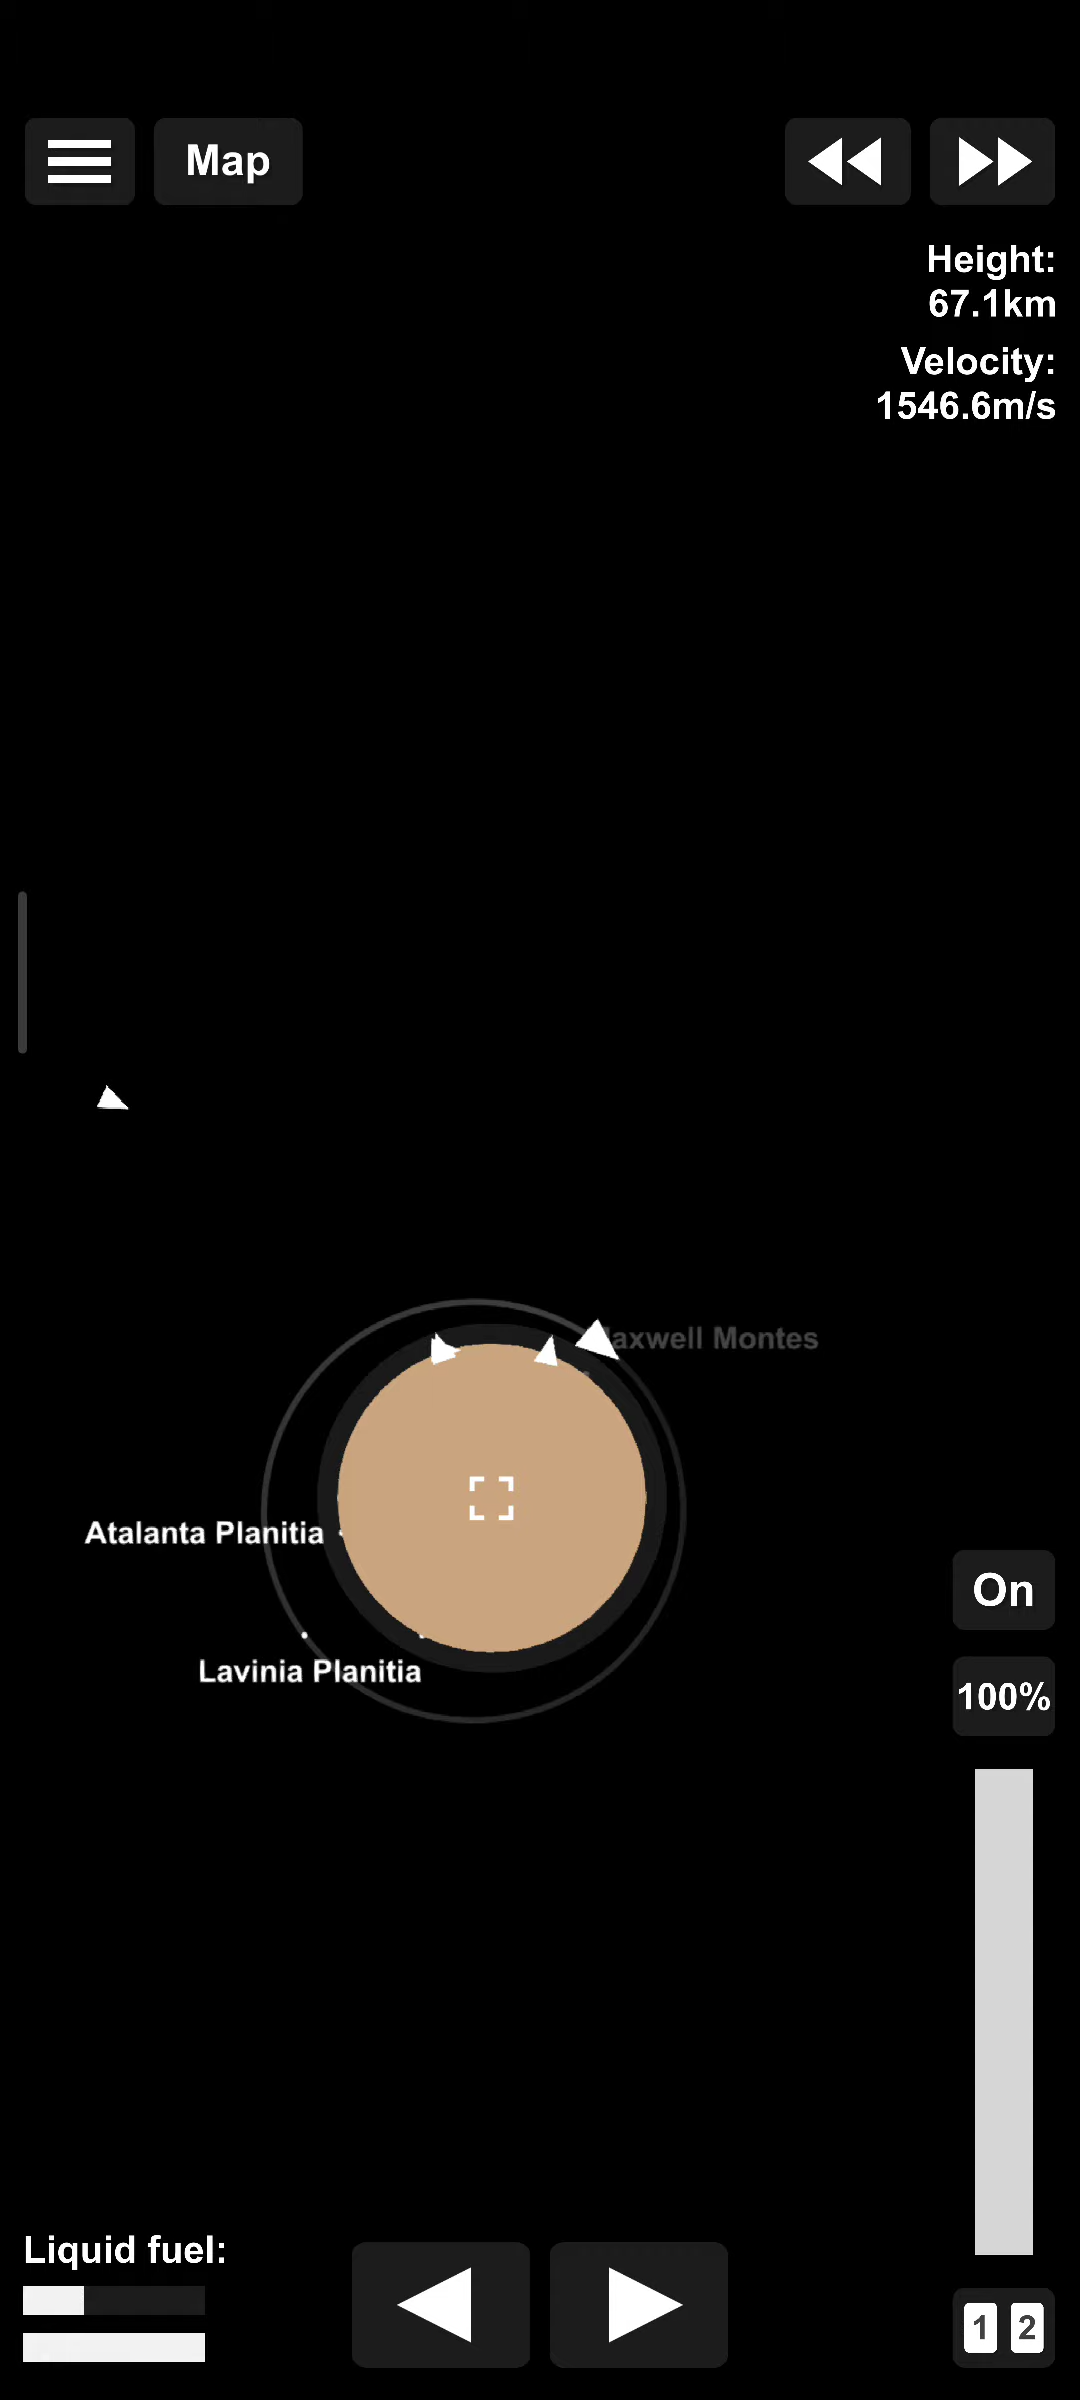 Map
Height:
67.1km
Velocity:
1546.6m/s
axwell Montes
Atalanta Planitia
Lavinia Planitia
On
100%
Liquid fuel:
1 2